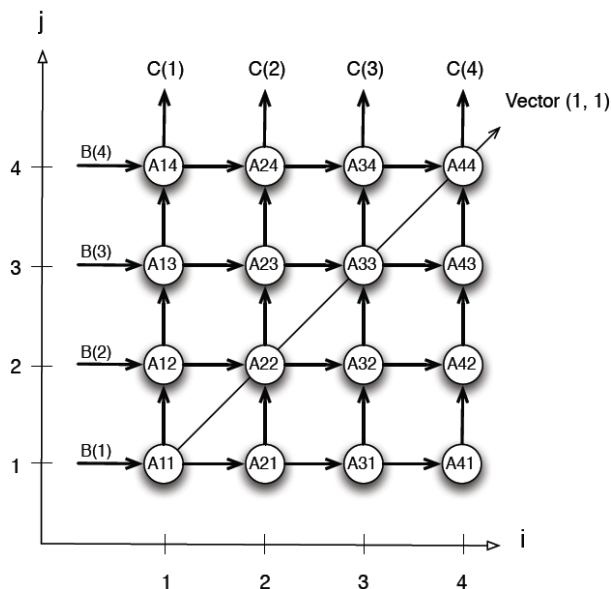 j
C(1) C(2) C(3) C(4)
Vector (1, 1)
4 B(4) A14 A24 A34 A44
3 B(3) A13 A23 A33 A43
2 B(2) A12 A22 A32 A42
1 B(1) A11 A21 A31 A41
i
1 2 3 4